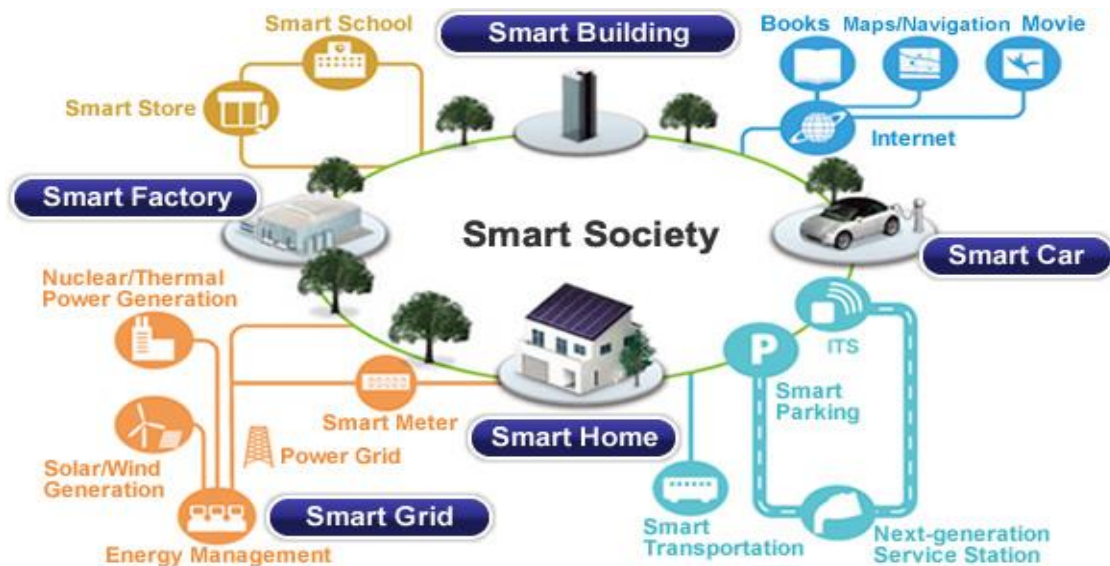 Smart School
Smart Building
Books Maps/Navigation Movie
Smart Store
Internet
Smart Factory
Smart Society
Smart Car
Nuclear/Thermal
Power Generation
ITS
P
Smart
Parking
Smart Meter
Smart Home
Power Grid
Solar/Wind
Generation
Smart Grid
Energy Management
Smart
Transportation
Next-generation
Service Station